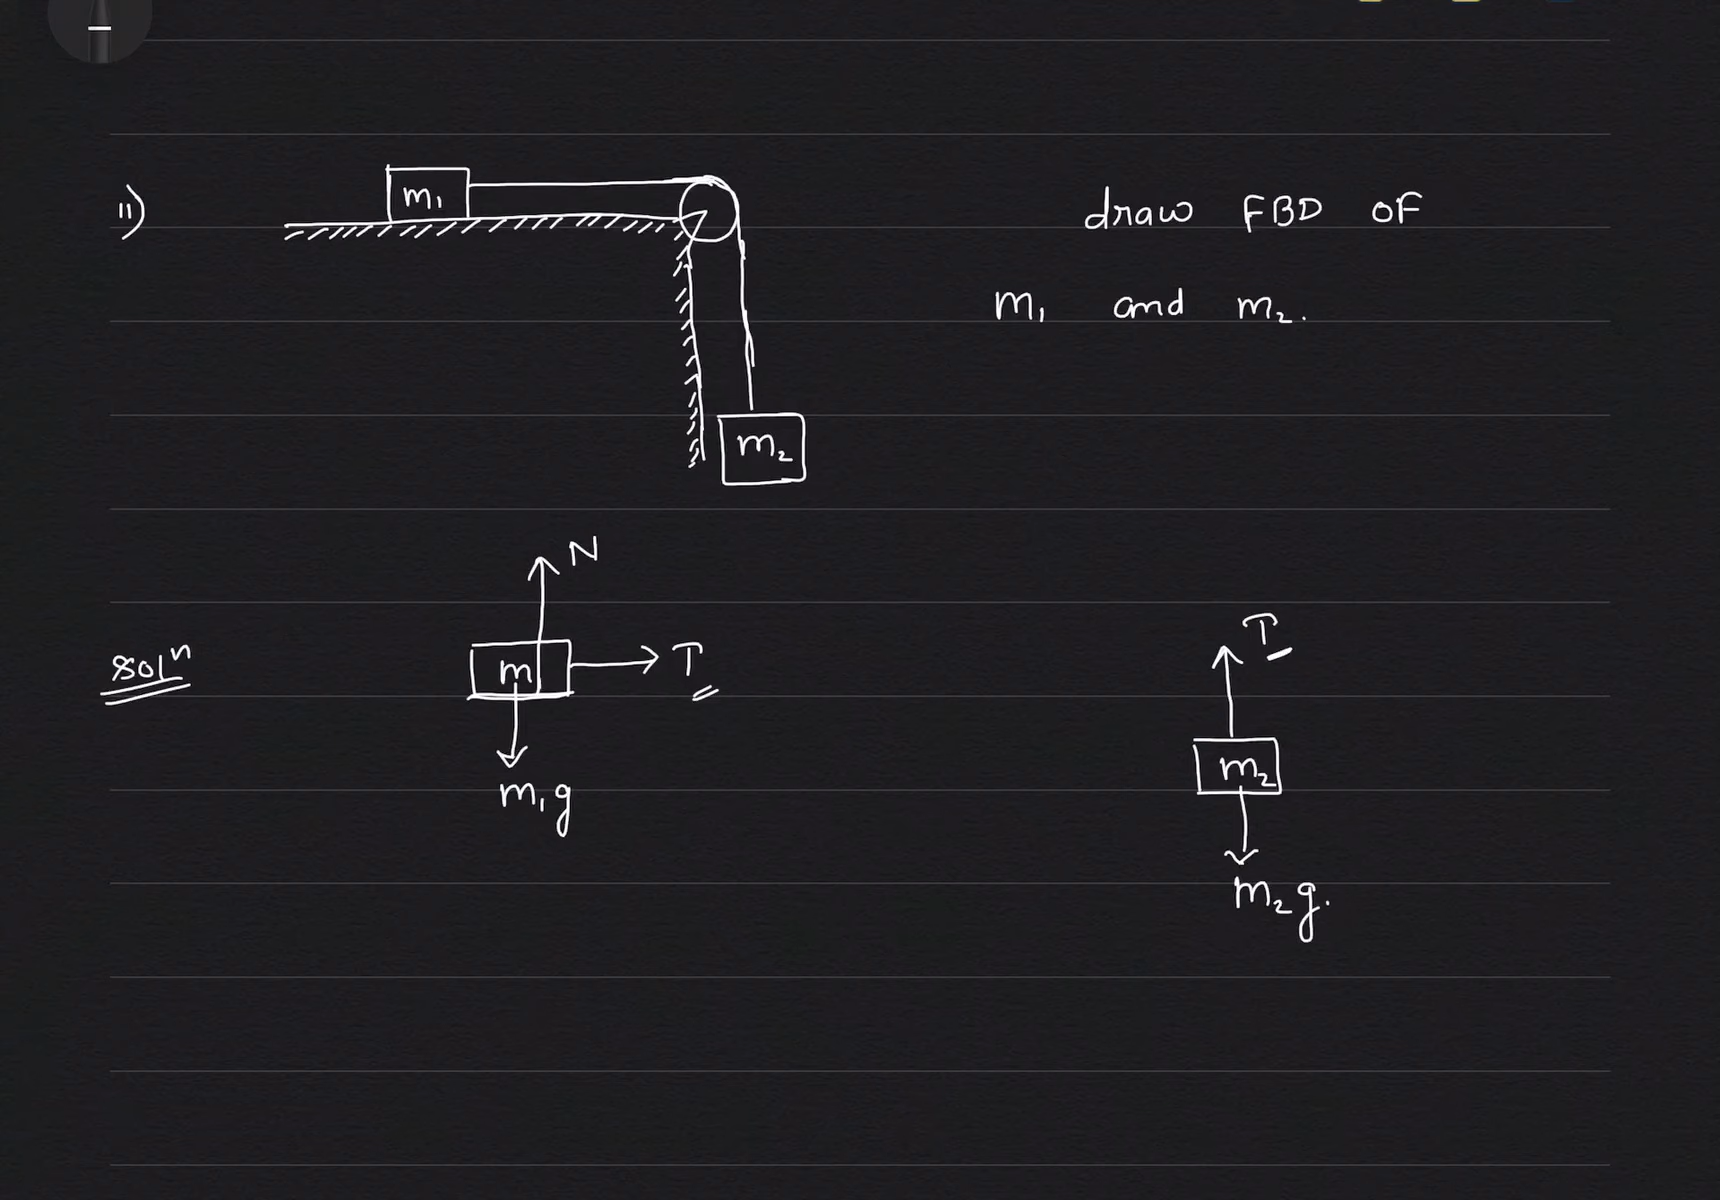 11)
m₁
draw FBD OF
m₁ and m₂.
m₂
N
solⁿ
m
T
m₁g
T
m₂
m₂g.